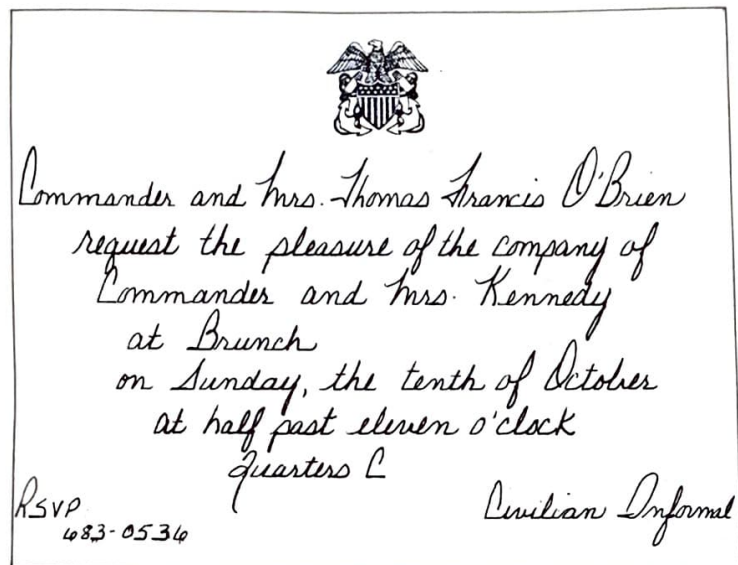 Commander and Mrs. Thomas Francis O'Brien
request the pleasure of the company of
Commander and Mrs. Kennedy
at Brunch
on Sunday, the tenth of October
at half past eleven o'clock
Quarters C
RSVP
683-0536
Civilian Informal